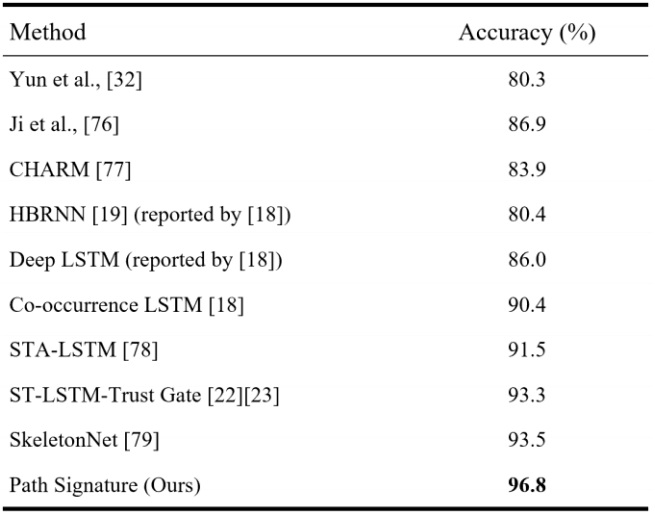 Method Accuracy (%)
Yun et al., [32] 80.3
Ji et al., [76] 86.9
CHARM [77] 83.9
HBRNN [19] (reported by [18]) 80.4
Deep LSTM (reported by [18]) 86.0
Co-occurrence LSTM [18] 90.4
STA-LSTM [78] 91.5
ST-LSTM-Trust Gate [22][23] 93.3
SkeletonNet [79] 93.5
Path Signature (Ours) 96.8